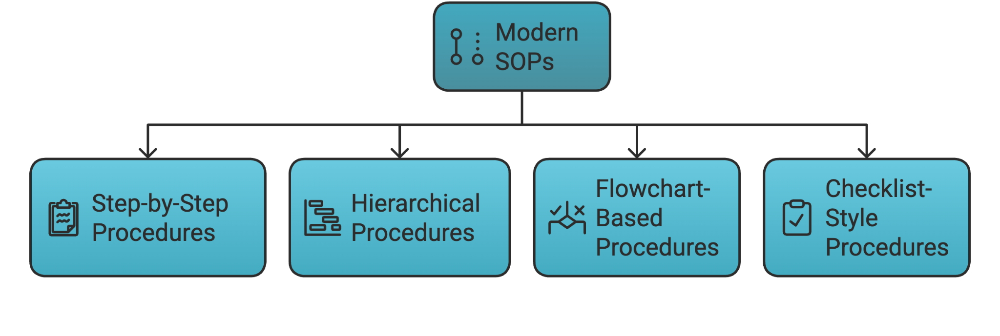 Modern
SOPs
Step-by-Step
Procedures
Hierarchical
Procedures
Flowchart-
Based
Procedures
Checklist-
Style
Procedures